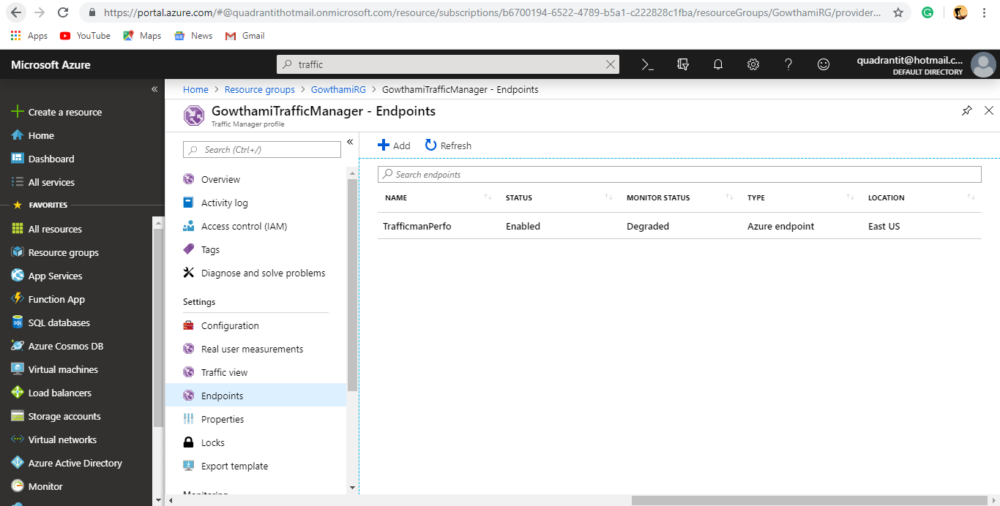 https://portal.azure.com/#@quadrantithotmail.onmicrosoft.com/resource/subscriptions/b6700194-6522-4789-b5a1-c222828c1fba/resourceGroups/GowthamiRG/provider...
Apps YouTube Maps News Gmail
Microsoft Azure
traffic
quadrantit@hotmail.c...
DEFAULT DIRECTORY
Create a resource
Home
Dashboard
All services
FAVORITES
All resources
Resource groups
App Services
Function App
SQL databases
Azure Cosmos DB
Virtual machines
Load balancers
Storage accounts
Virtual networks
Azure Active Directory
Monitor
Home > Resource groups > GowthamiRG > GowthamiTrafficManager - Endpoints
GowthamiTrafficManager - Endpoints
Traffic Manager profile
Search (Ctrl+/)
Overview
Activity log
Access control (IAM)
Tags
Diagnose and solve problems
Settings
Configuration
Real user measurements
Traffic view
Endpoints
Properties
Locks
Export template
Monitoring
Add Refresh
Search endpoints
NAME STATUS MONITOR STATUS TYPE LOCATION
TrafficmanPerfo Enabled Degraded Azure endpoint East US